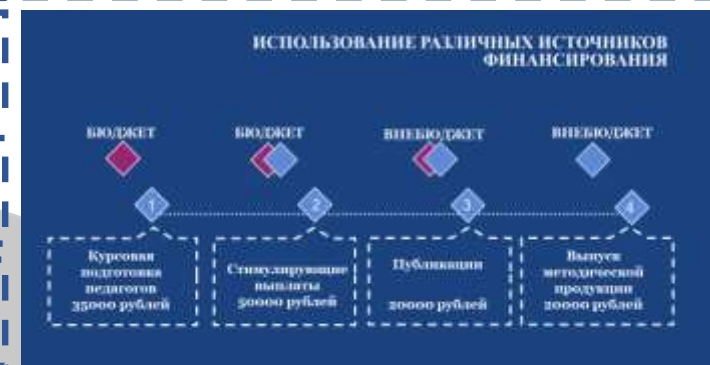 ИСПОЛЬЗОВАНИЕ РАЗЛИЧНЫХ ИСТОЧНИКОВ
ФИНАНСИРОВАНИЯ
БЮДЖЕТ
БЮДЖЕТ
ВНЕБЮДЖЕТ
ВНЕБЮДЖЕТ
1
2
3
4
Курсовая
подготовка
педагогов
35000 рублей
Стимулирующие
выплаты
50000 рублей
Публикации
20000 рублей
Выпуск
методической
продукции
20000 рублей